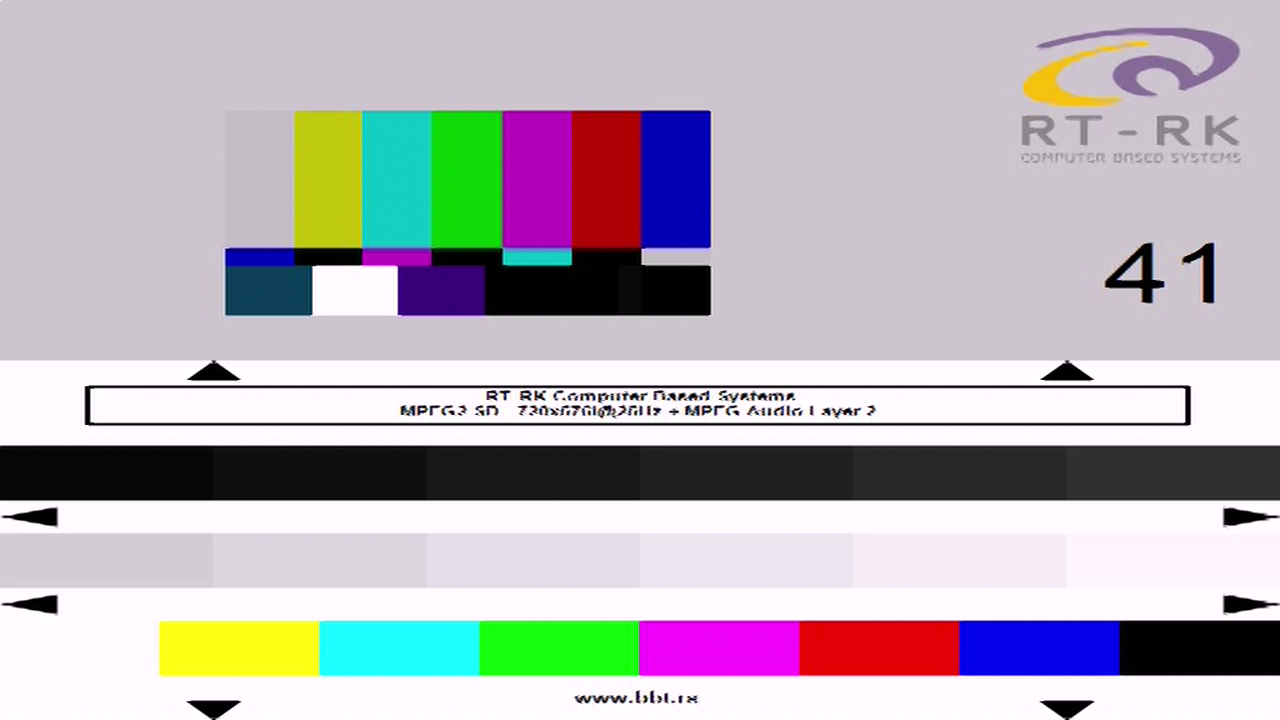 RT-RK
COMPUTER BASED SYSTEMS
41
RT-RK Computer Based Systems
MPEG2 SD - 720x576i@25Hz + MPEG Audio Layer 2
www.bbt.rs